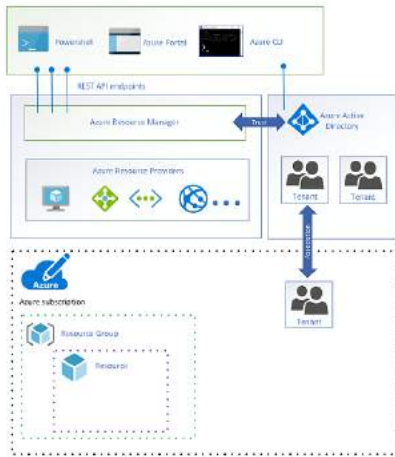 Powershell
Azure Portal
Azure CLI
REST API endpoints
Azure Resource Manager
Trust
Azure Active
Directory
Azure Resource Providers
Tenant
Tenant
Association
Azure
Tenant
Azure subscription
Resource Group
Resource